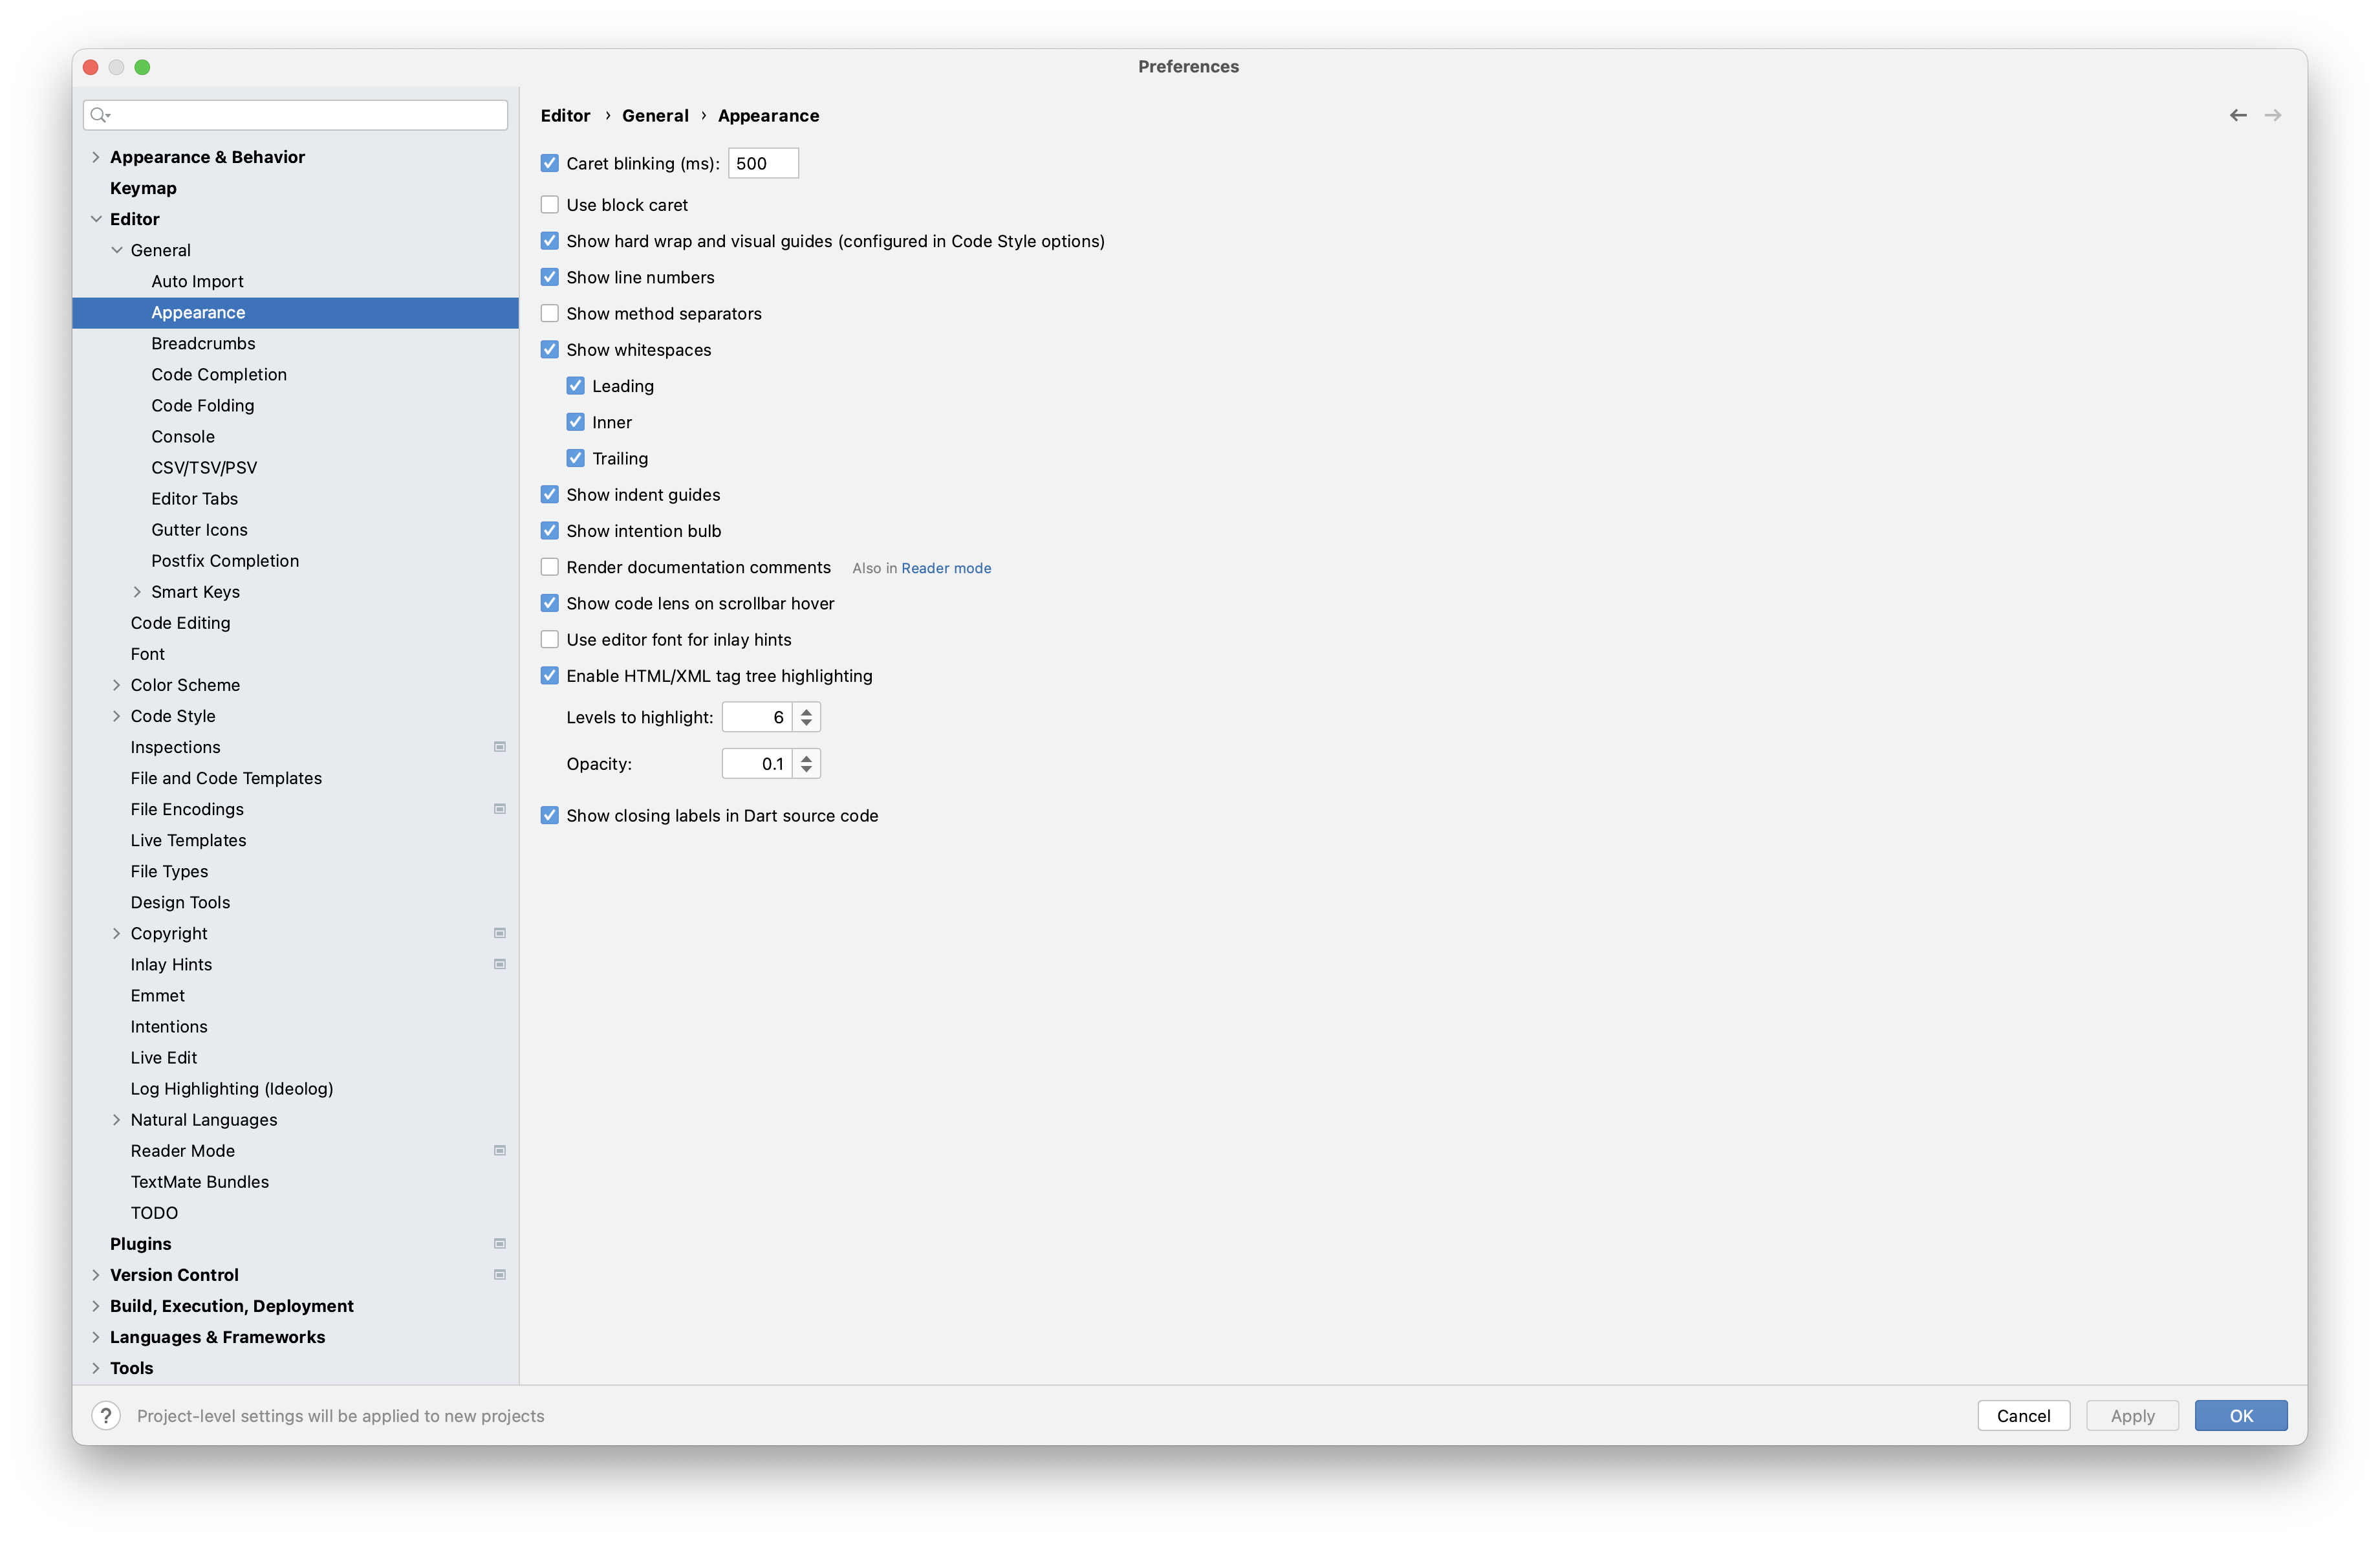 Preferences
Appearance & Behavior
Keymap
Editor
General
Auto Import
Appearance
Breadcrumbs
Code Completion
Code Folding
Console
CSV/TSV/PSV
Editor Tabs
Gutter Icons
Postfix Completion
Smart Keys
Code Editing
Font
Color Scheme
Code Style
Inspections
File and Code Templates
File Encodings
Live Templates
File Types
Design Tools
Copyright
Inlay Hints
Emmet
Intentions
Live Edit
Log Highlighting (Ideolog)
Natural Languages
Reader Mode
TextMate Bundles
TODO
Plugins
Version Control
Build, Execution, Deployment
Languages & Frameworks
Tools
Editor › General › Appearance
Caret blinking (ms): 500
Use block caret
Show hard wrap and visual guides (configured in Code Style options)
Show line numbers
Show method separators
Show whitespaces
Leading
Inner
Trailing
Show indent guides
Show intention bulb
Render documentation comments Also in Reader mode
Show code lens on scrollbar hover
Use editor font for inlay hints
Enable HTML/XML tag tree highlighting
Levels to highlight: 6
Opacity: 0.1
Show closing labels in Dart source code
? Project-level settings will be applied to new projects
Cancel Apply OK